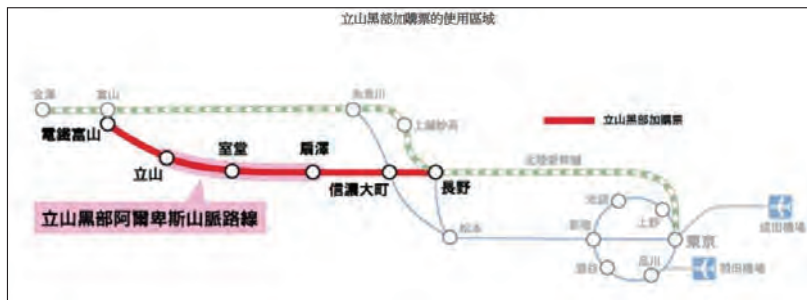 立山黑部加購票的使用區域
金澤
富山
糸魚川
上越妙高
電鐵富山
立山黑部加購票
室堂
扇澤
北陸新幹線
立山
信濃大町
長野
池袋
上野
成田機場
立山黑部阿爾卑斯山脈路線
松本
新宿
東京
澀谷
品川
羽田機場